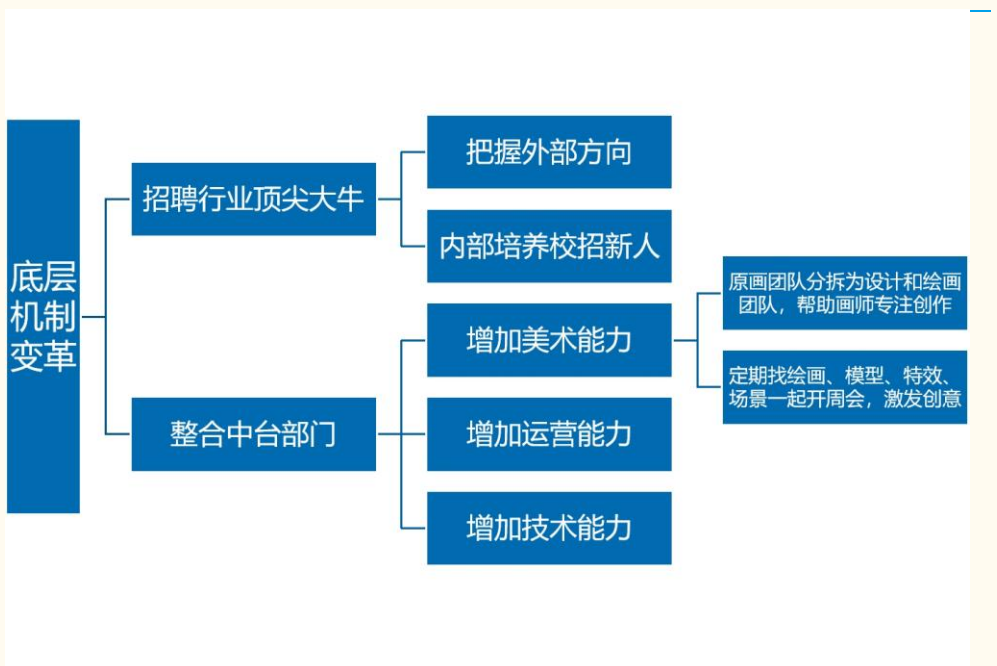 底层
机制
变革
招聘行业顶尖大牛
把握外部方向
内部培养校招新人
整合中台部门
增加美术能力
原画团队分拆为设计和绘画
团队，帮助画师专注创作
定期找绘画、模型、特效、
场景一起开周会，激发创意
增加运营能力
增加技术能力